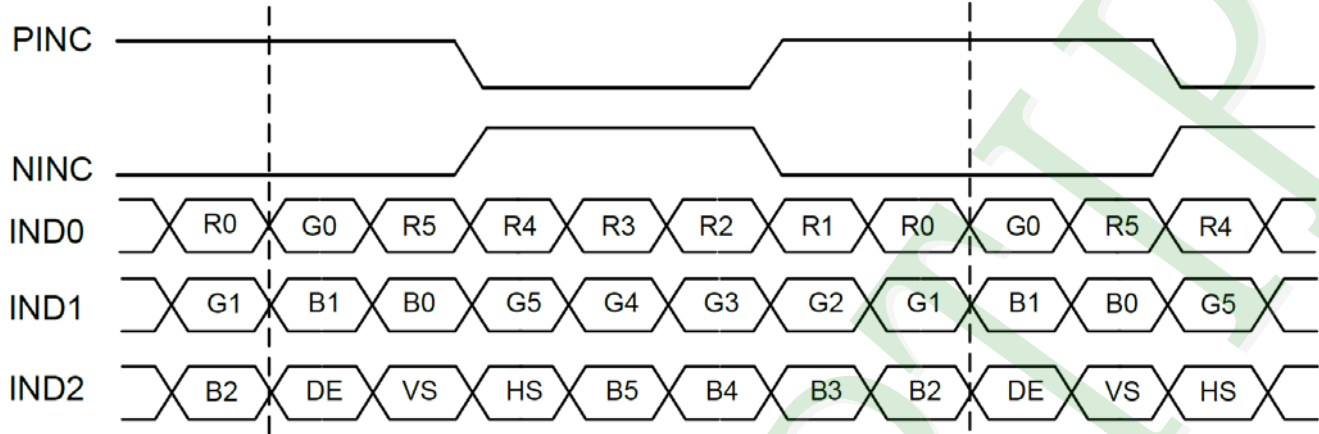 PINC
NINC
IND0 R0 G0 R5 R4 R3 R2 R1 R0 G0 R5 R4
IND1 G1 B1 B0 G5 G4 G3 G2 G1 B1 B0 G5
IND2 B2 DE VS HS B5 B4 B3 B2 DE VS HS